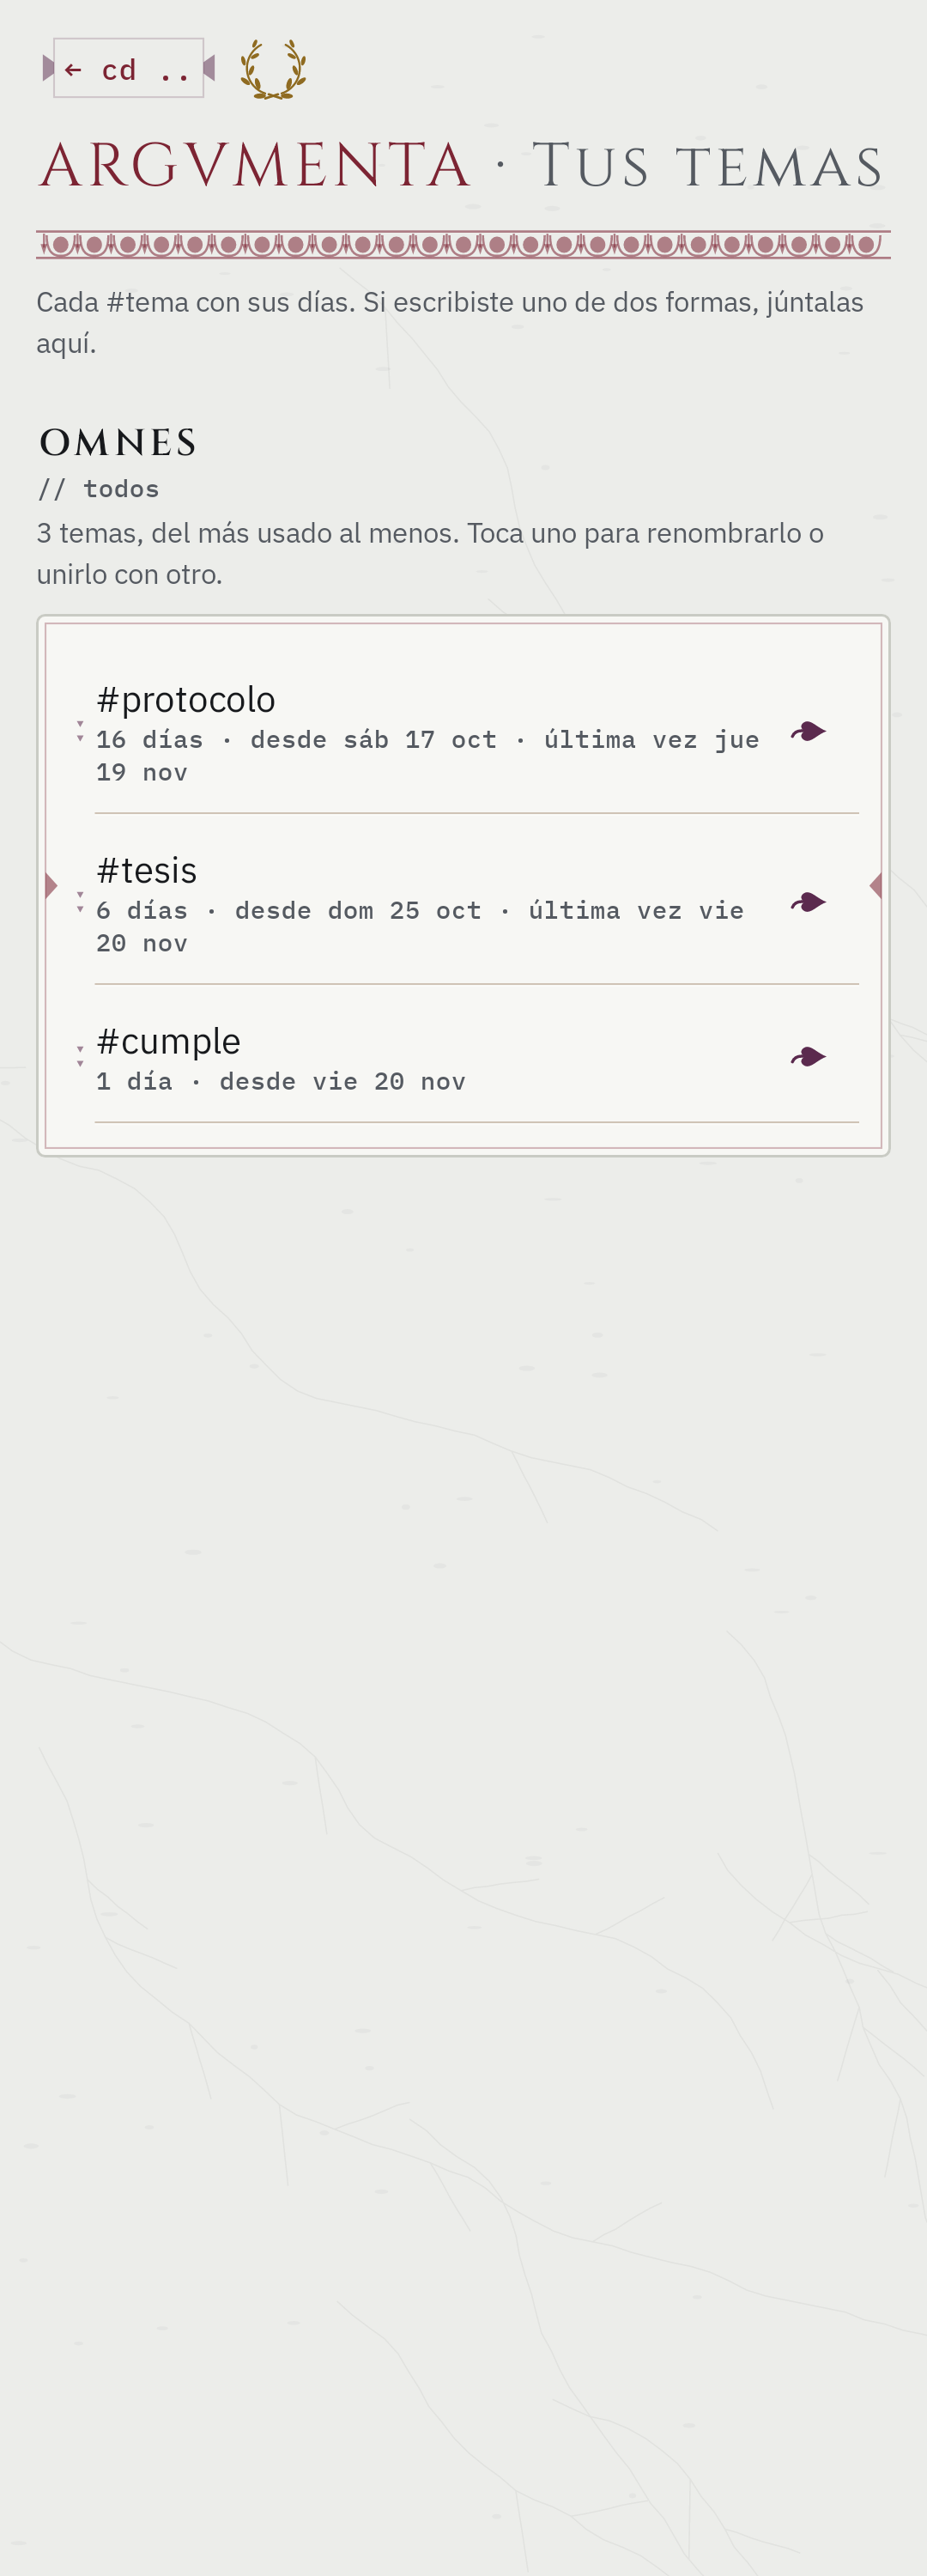 ← cd ..
ARGVMENTA · Tus temas
Cada #tema con sus días. Si escribiste uno de dos formas, júntalas
aquí.
OMNES
// todos
3 temas, del más usado al menos. Toca uno para renombrarlo o
unirlo con otro.
#protocolo
16 días · desde sáb 17 oct · última vez jue
19 nov
#tesis
6 días · desde dom 25 oct · última vez vie
20 nov
#cumple
1 día · desde vie 20 nov